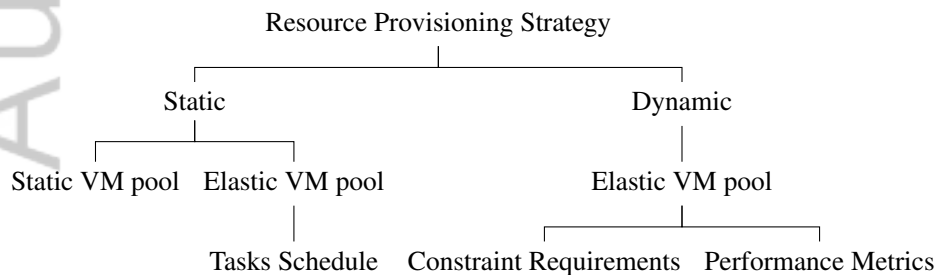 Resource Provisioning Strategy
Static Dynamic
Static VM pool Elastic VM pool Elastic VM pool
Tasks Schedule Constraint Requirements Performance Metrics
Au